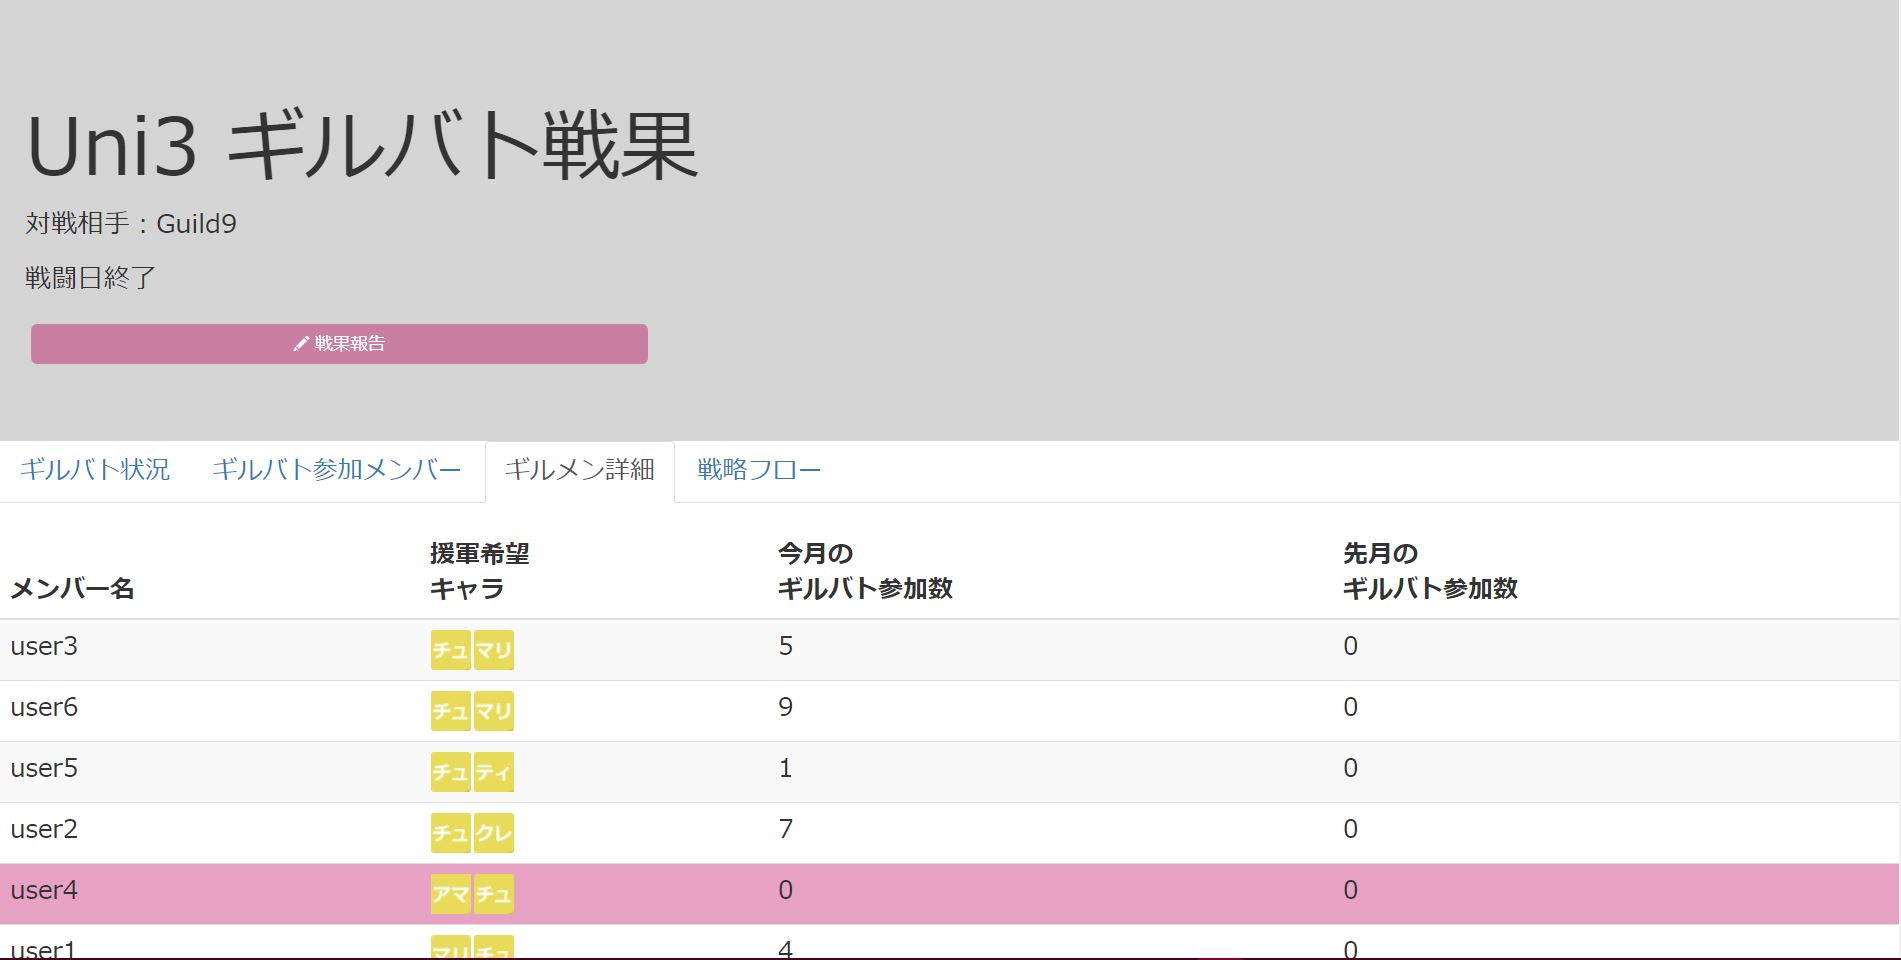 Uni3 ギルバト戦果
対戦相手：Guild9
戦闘日終了
戦果報告
ギルバト状況 ギルバト参加メンバー ギルメン詳細 戦略フロー
メンバー名 援軍希望キャラ 今月のギルバト参加数 先月のギルバト参加数
user3 チュ マリ 5 0
user6 チュ マリ 9 0
user5 チュ ティ 1 0
user2 チュ クレ 7 0
user4 アマ チュ 0 0
user1 マリ チュ 4 0